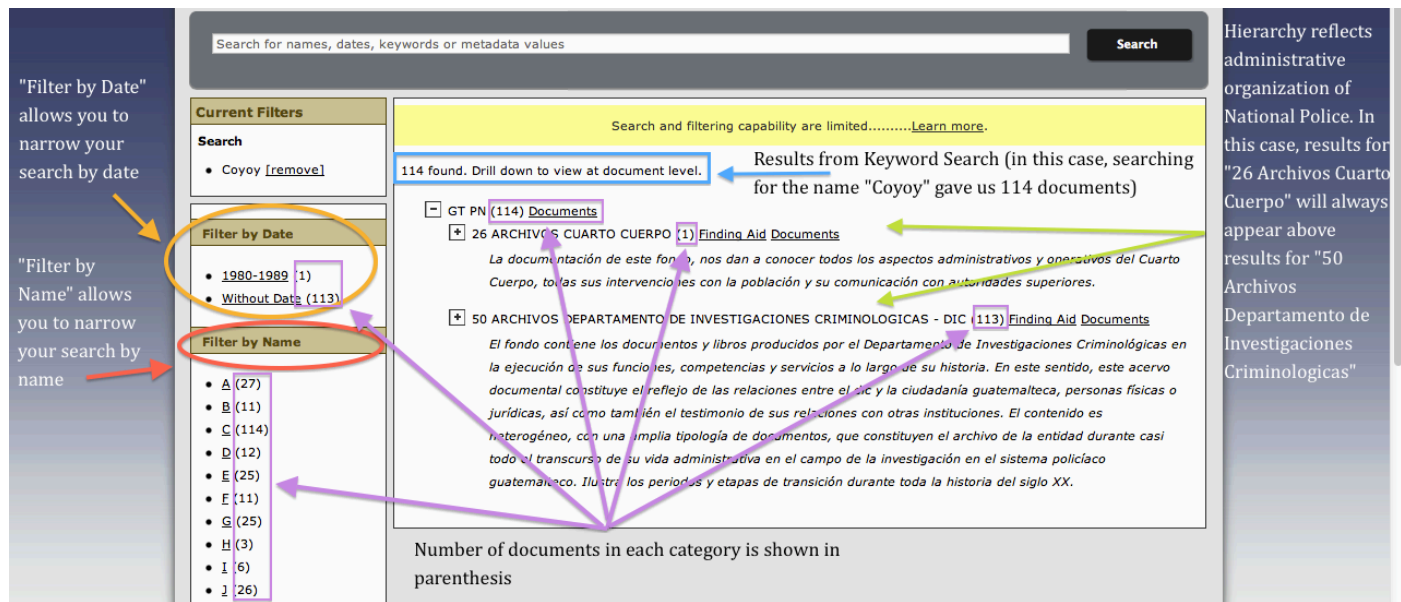 Search for names, dates, keywords or metadata values
Search
"Filter by Date"
allows you to
narrow your
search by date
"Filter by
Name" allows
you to narrow
your search by
name
Current Filters
Search
• Coyoy [remove]
Filter by Date
• 1980-1989 (1)
• Without Date (113)
Filter by Name
• A (27)
• B (11)
• C (114)
• D (12)
• E (25)
• F (11)
• G (25)
• H (3)
• I (6)
• J (26)
Search and filtering capability are limited..........Learn more.
114 found. Drill down to view at document level.
Results from Keyword Search (in this case, searching
for the name "Coyoy" gave us 114 documents)
GT PN (114) Documents
26 ARCHIVOS CUARTO CUERPO (1) Finding Aid Documents
La documentación de este fondo, nos dan a conocer todos los aspectos administrativos y operativos del Cuarto
Cuerpo, todas sus intervenciones con la población y su comunicación con autoridades superiores.
50 ARCHIVOS DEPARTAMENTO DE INVESTIGACIONES CRIMINOLOGICAS - DIC (113) Finding Aid Documents
El fondo contiene los documentos y libros producidos por el Departamento de Investigaciones Criminológicas en
la ejecución de sus funciones, competencias y servicios a lo largo de su historia. En este sentido, este acervo
documental constituye el reflejo de las relaciones entre el dic y la ciudadanía guatemalteca, personas físicas o
jurídicas, así como también el testimonio de sus relaciones con otras instituciones. El contenido es
heterogéneo, con una amplia tipología de documentos, que constituyen el archivo de la entidad durante casi
todo el transcurso de su vida administrativa en el campo de la investigación en el sistema policíaco
guatemalteco. Ilustra los periodos y etapas de transición durante toda la historia del siglo XX.
Number of documents in each category is shown in
parenthesis
Hierarchy reflects
administrative
organization of
National Police. In
this case, results for
"26 Archivos Cuarto
Cuerpo" will always
appear above
results for "50
Archivos
Departamento de
Investigaciones
Criminologicas"